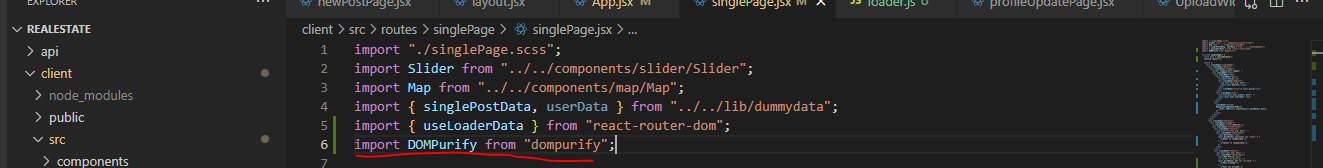 EXPLORER
newPostPage.jsx
layout.jsx
App.jsx M
singlePage.jsx M
loader.js U
profileUpdatePage.jsx
REALESTATE
api
client
node_modules
public
src
components
client > src > routes > singlePage > singlePage.jsx > ...
1 import "./singlePage.scss";
2 import Slider from "../../components/slider/Slider";
3 import Map from "../../components/map/Map";
4 import { singlePostData, userData } from "../../lib/dummydata";
5 import { useLoaderData } from "react-router-dom";
6 import DOMPurify from "dompurify";
7